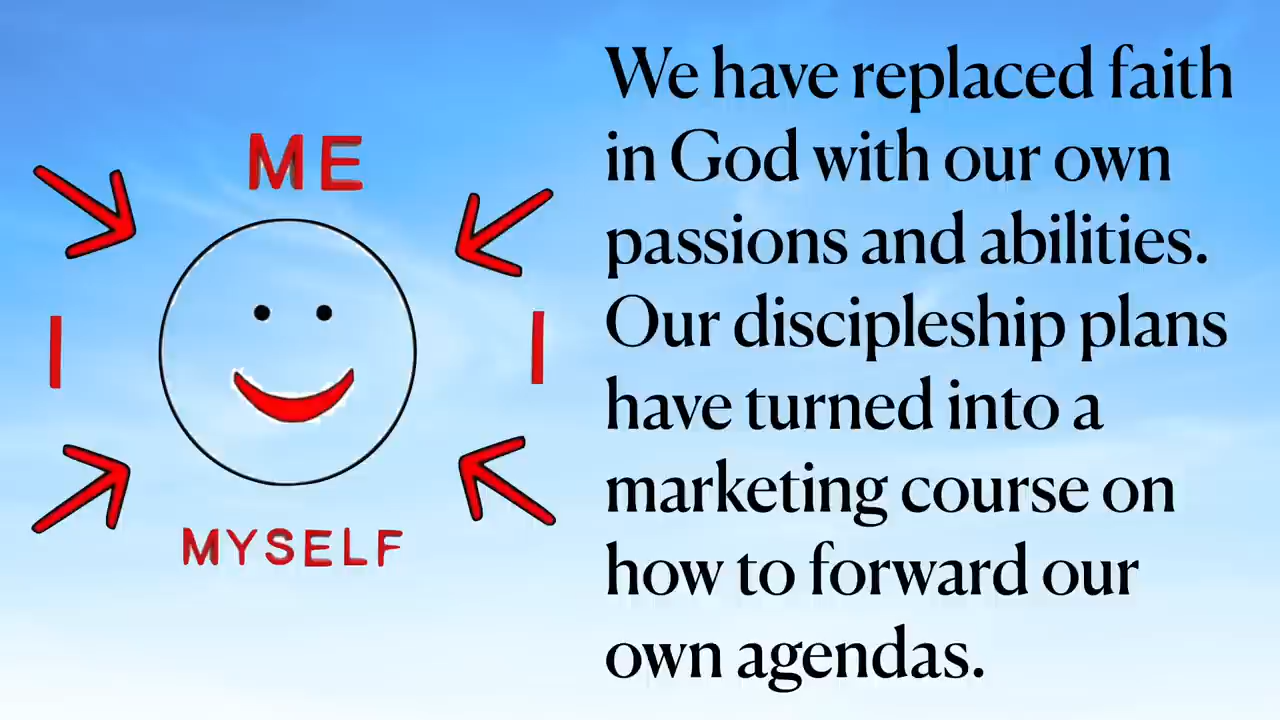 ME
I
I
MYSELF
We have replaced faith
in God with our own
passions and abilities.
Our discipleship plans
have turned into a
marketing course on
how to forward our
own agendas.